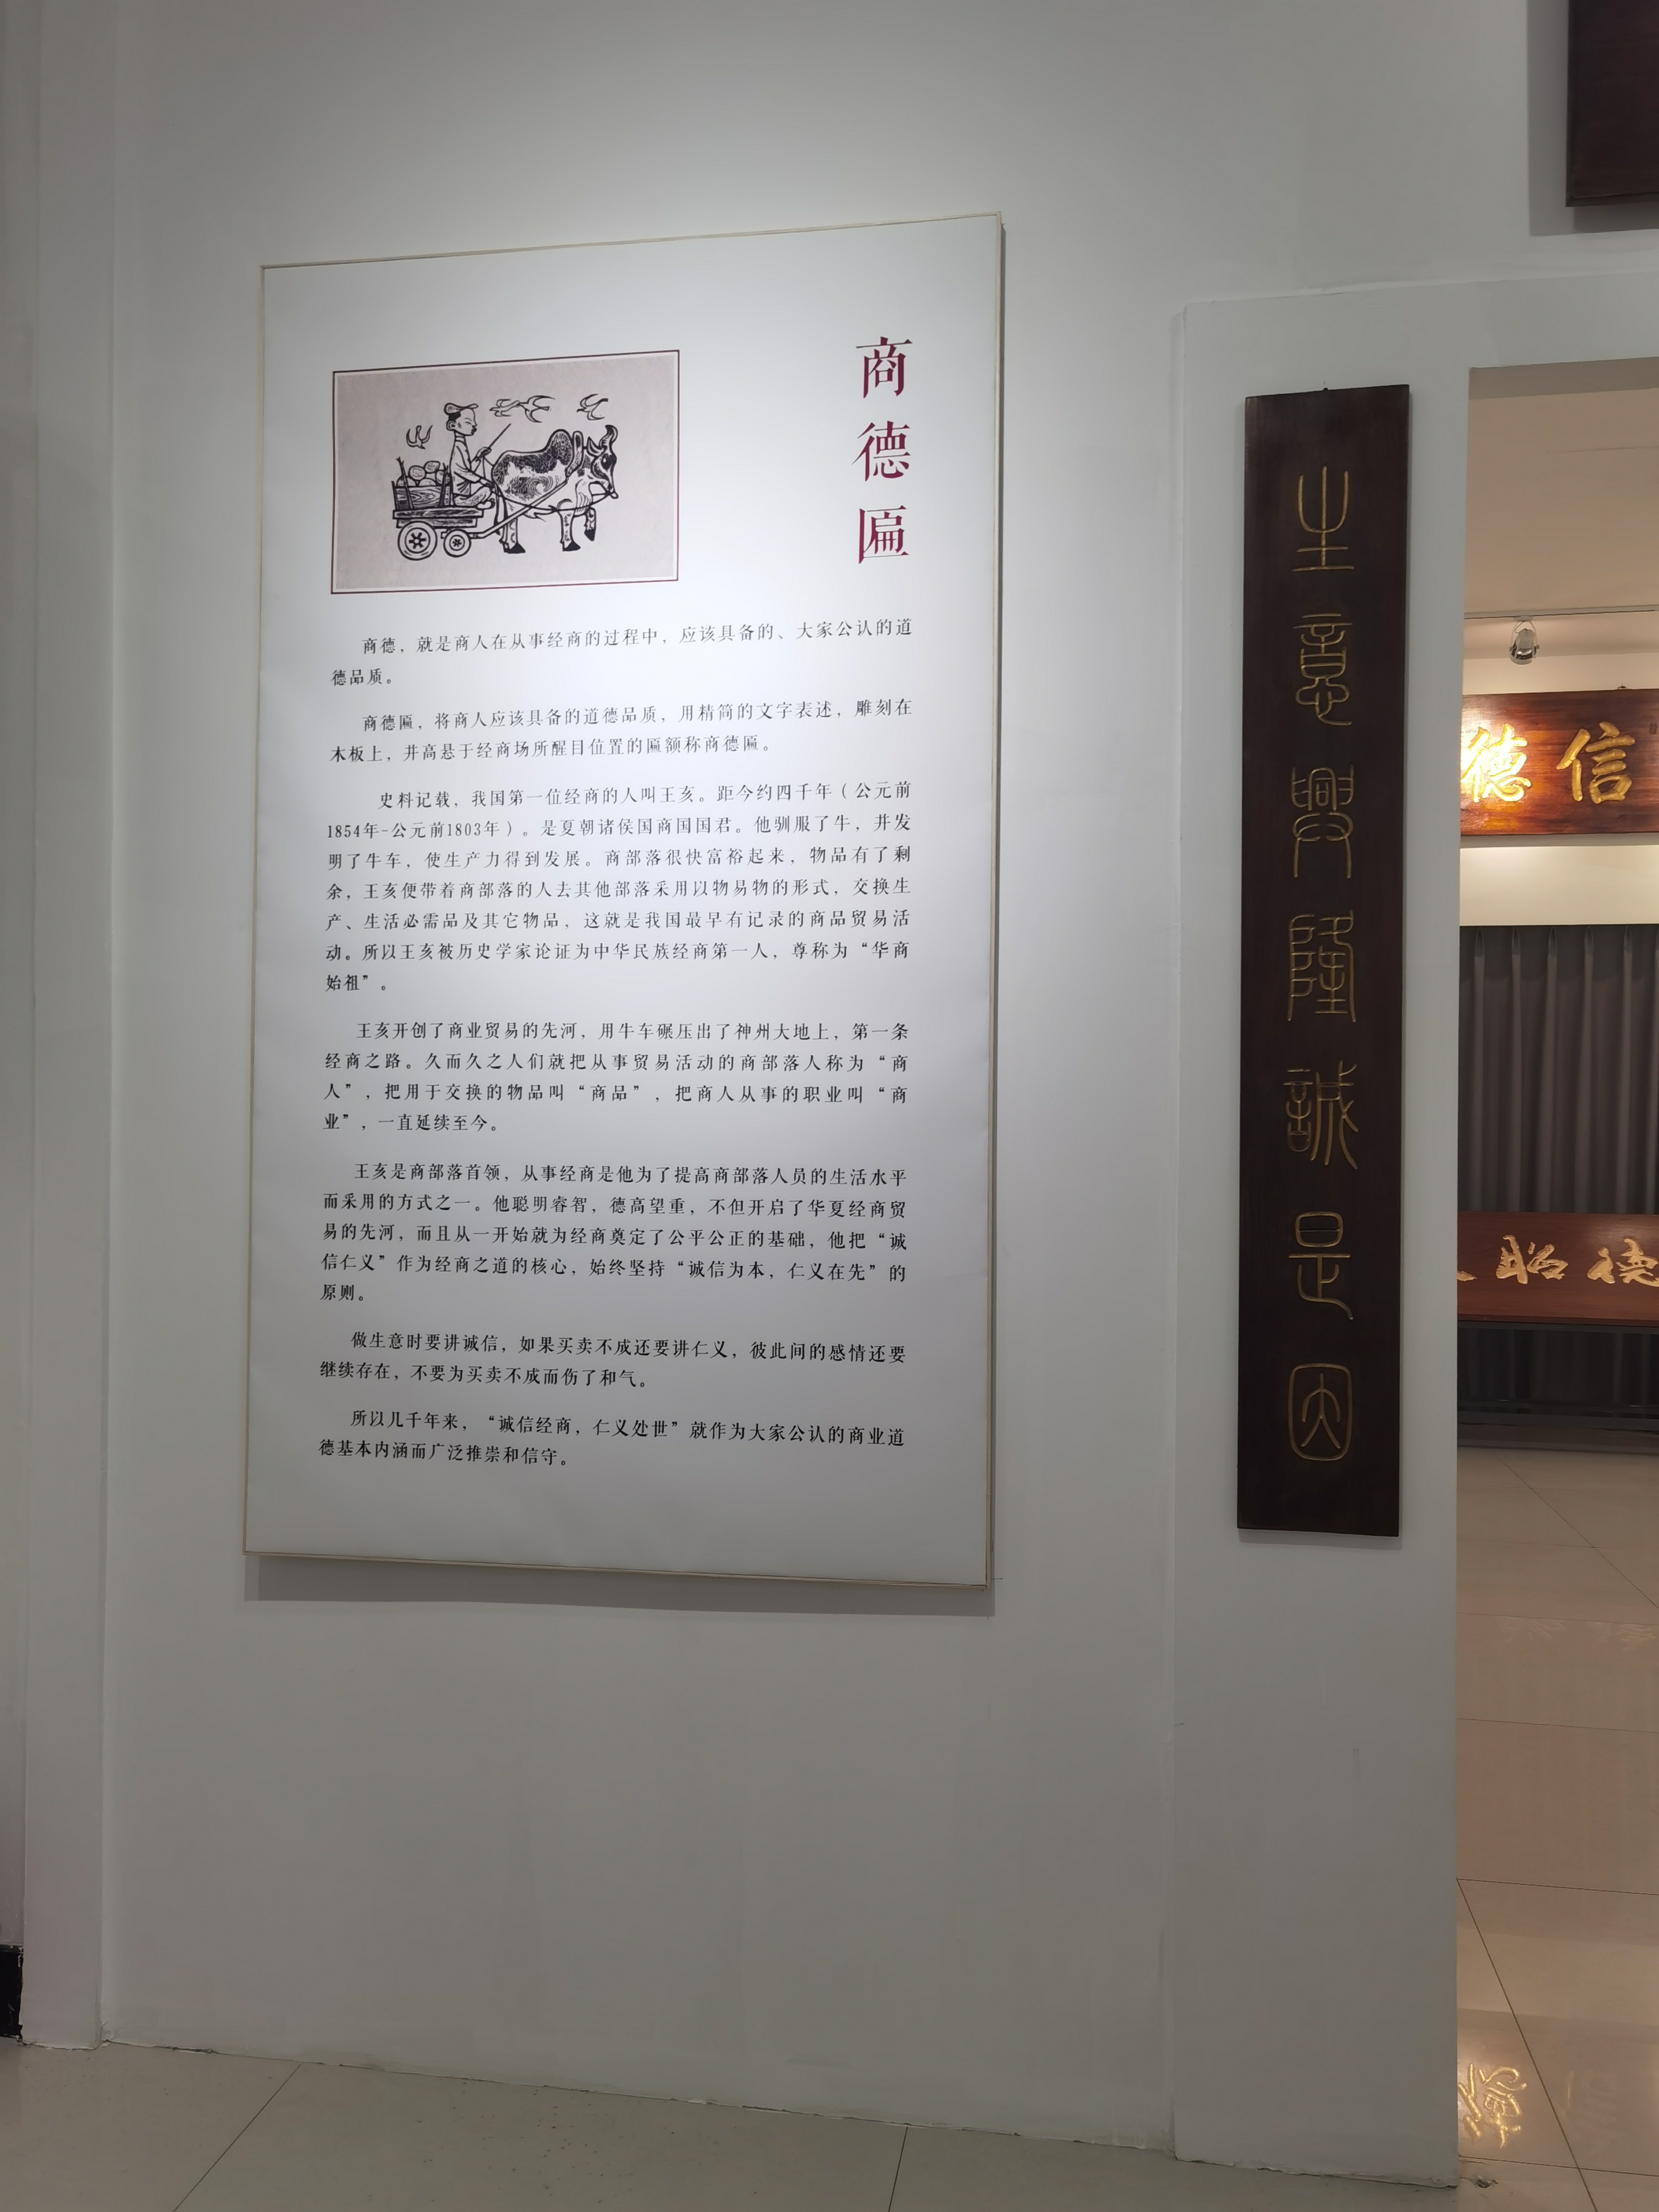 商德匾
商德，就是商人在从事经商的过程中，应该具备的、大家公认的道
德品质。
商德匾，将商人应该具备的道德品质，用精简的文字表述，雕刻在
木板上，并高悬于经商场所醒目位置的匾额称商德匾。
史料记载，我国第一位经商的人叫王亥。距今约四千年（公元前
1854年-公元前1803年）。是夏朝诸侯国商国国君。他驯服了牛，并发
明了牛车，使生产力得到发展。商部落很快富裕起来，物品有了剩
余，王亥便带着商部落的人去其他部落采用以物易物的形式，交换生
产、生活必需品及其它物品，这就是我国最早有记录的商品贸易活
动。所以王亥被历史学家论证为中华民族经商第一人，尊称为“华商
始祖”。
王亥开创了商业贸易的先河，用牛车碾压出了神州大地上，第一条
经商之路。久而久之人们就把从事贸易活动的商部落人称为“商
人”，把用于交换的物品叫“商品”，把商人从事的职业叫“商
业”，一直延续至今。
王亥是商部落首领，从事经商是他为了提高商部落人员的生活水平
而采用的方式之一。他聪明睿智，德高望重，不但开启了华夏经商贸
易的先河，而且从一开始就为经商奠定了公平公正的基础，他把“诚
信仁义”作为经商之道的核心，始终坚持“诚信为本，仁义在先”的
原则。
做生意时要讲诚信，如果买卖不成还要讲仁义，彼此间的感情还要
继续存在，不要为买卖不成而伤了和气。
所以几千年来，“诚信经商，仁义处世”就作为大家公认的商业道
德基本内涵而广泛推崇和信守。
生意興隆誠是因
德信
昭德